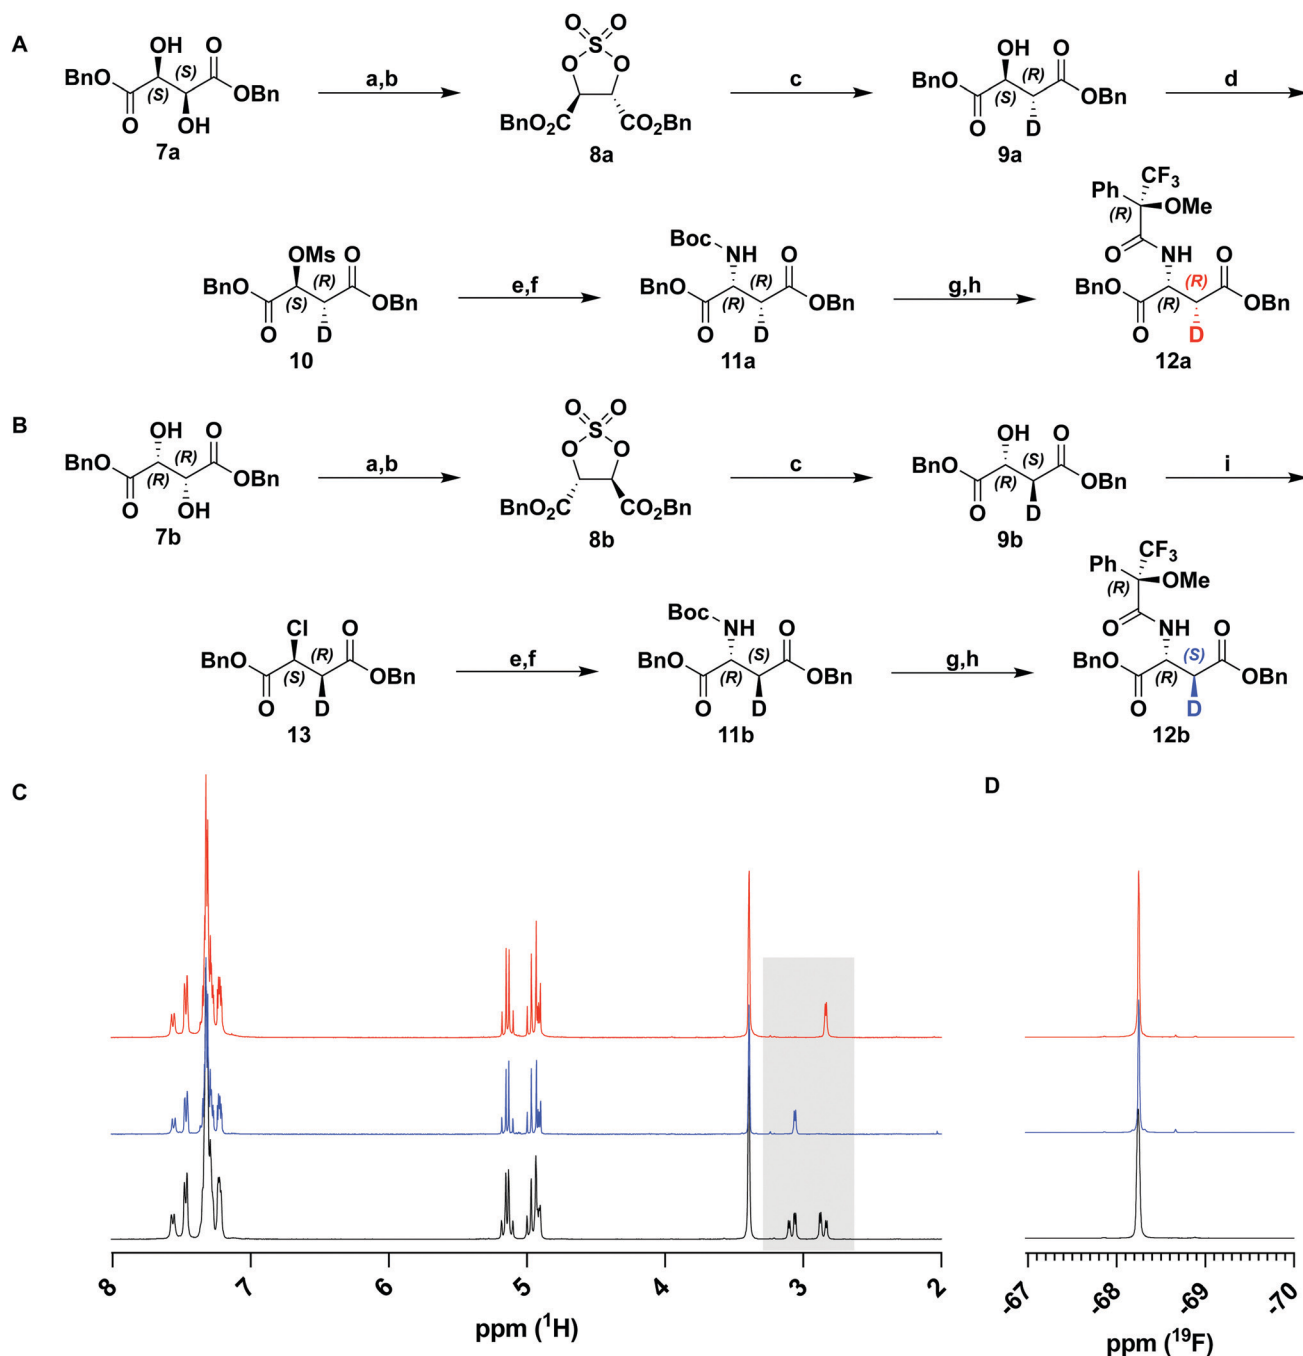 A
OH
O
BnO
(S)
(S)
OBn
O
OH
7a
a,b
O
O
S
O
O
BnO2C
CO2Bn
8a
c
OH
O
BnO
(R)
(S)
OBn
O
D
9a
d
OMs
O
BnO
(R)
(S)
OBn
O
D
10
e,f
Boc
NH
O
BnO
(R)
(R)
OBn
O
D
11a
g,h
CF3
Ph
(R)
OMe
O
NH
O
BnO
(R)
(R)
OBn
O
D
12a
B
OH
O
BnO
(R)
(R)
OBn
O
OH
7b
a,b
O
O
S
O
O
BnO2C
CO2Bn
8b
c
OH
O
BnO
(S)
(R)
OBn
O
D
9b
i
Cl
O
BnO
(R)
(S)
OBn
O
D
13
e,f
Boc
NH
O
BnO
(S)
(R)
OBn
O
D
11b
g,h
CF3
Ph
(R)
OMe
O
NH
O
BnO
(S)
(R)
OBn
O
D
12b
C
8 7 6 5 4 3 2
ppm (1H)
D
-67 -68 -69 -70
ppm (19F)